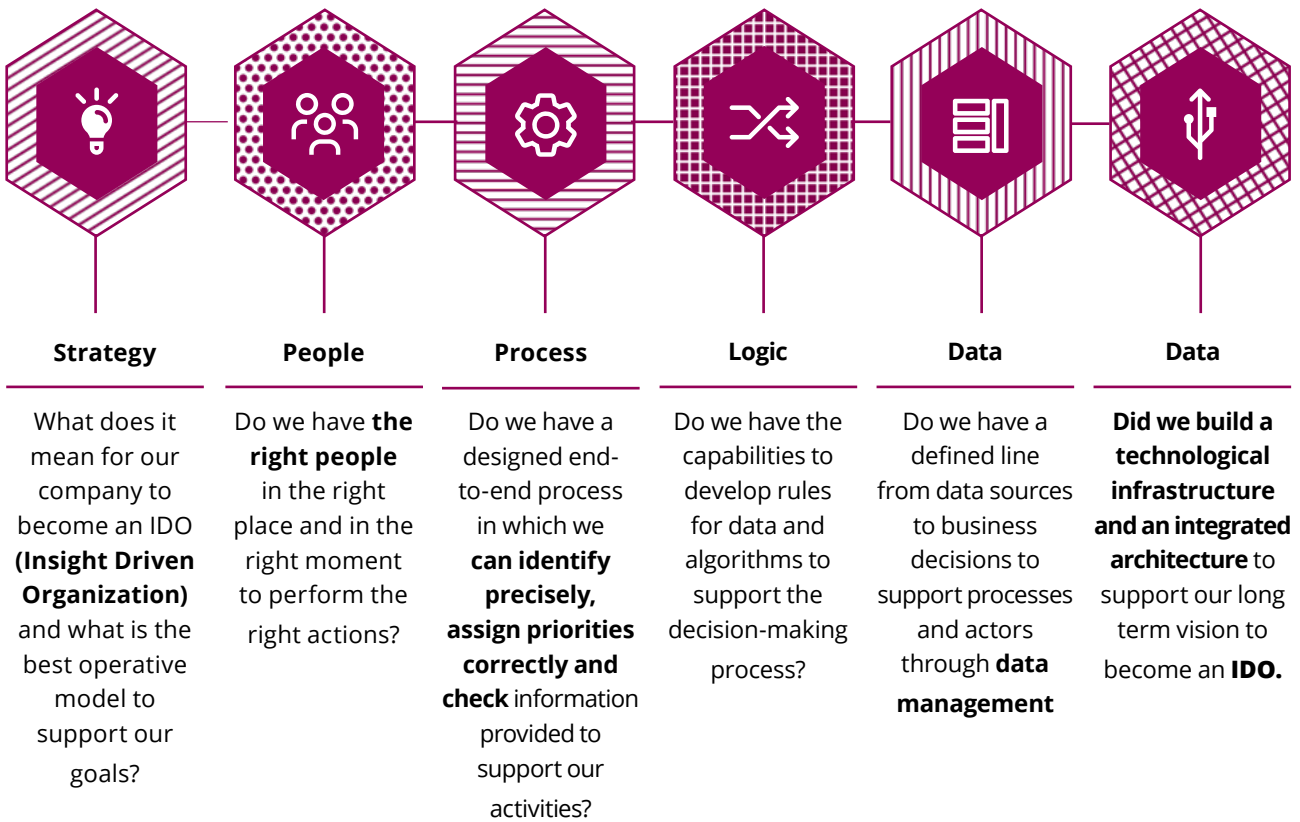 Strategy
What does it
mean for our
company to
become an IDO
(Insight Driven
Organization)
and what is the
best operative
model to
support our
goals?
People
Do we have the
right people
in the right
place and in the
right moment
to perform the
right actions?
Process
Do we have a
designed end-
to-end process
in which we
can identify
precisely,
assign priorities
correctly and
check information
provided to
support our
activities?
Logic
Do we have the
capabilities to
develop rules
for data and
algorithms to
support the
decision-making
process?
Data
Do we have a
defined line
from data sources
to business
decisions to
support processes
and actors
through data
management
Data
Did we build a
technological
infrastructure
and an integrated
architecture to
support our long
term vision to
become an IDO.